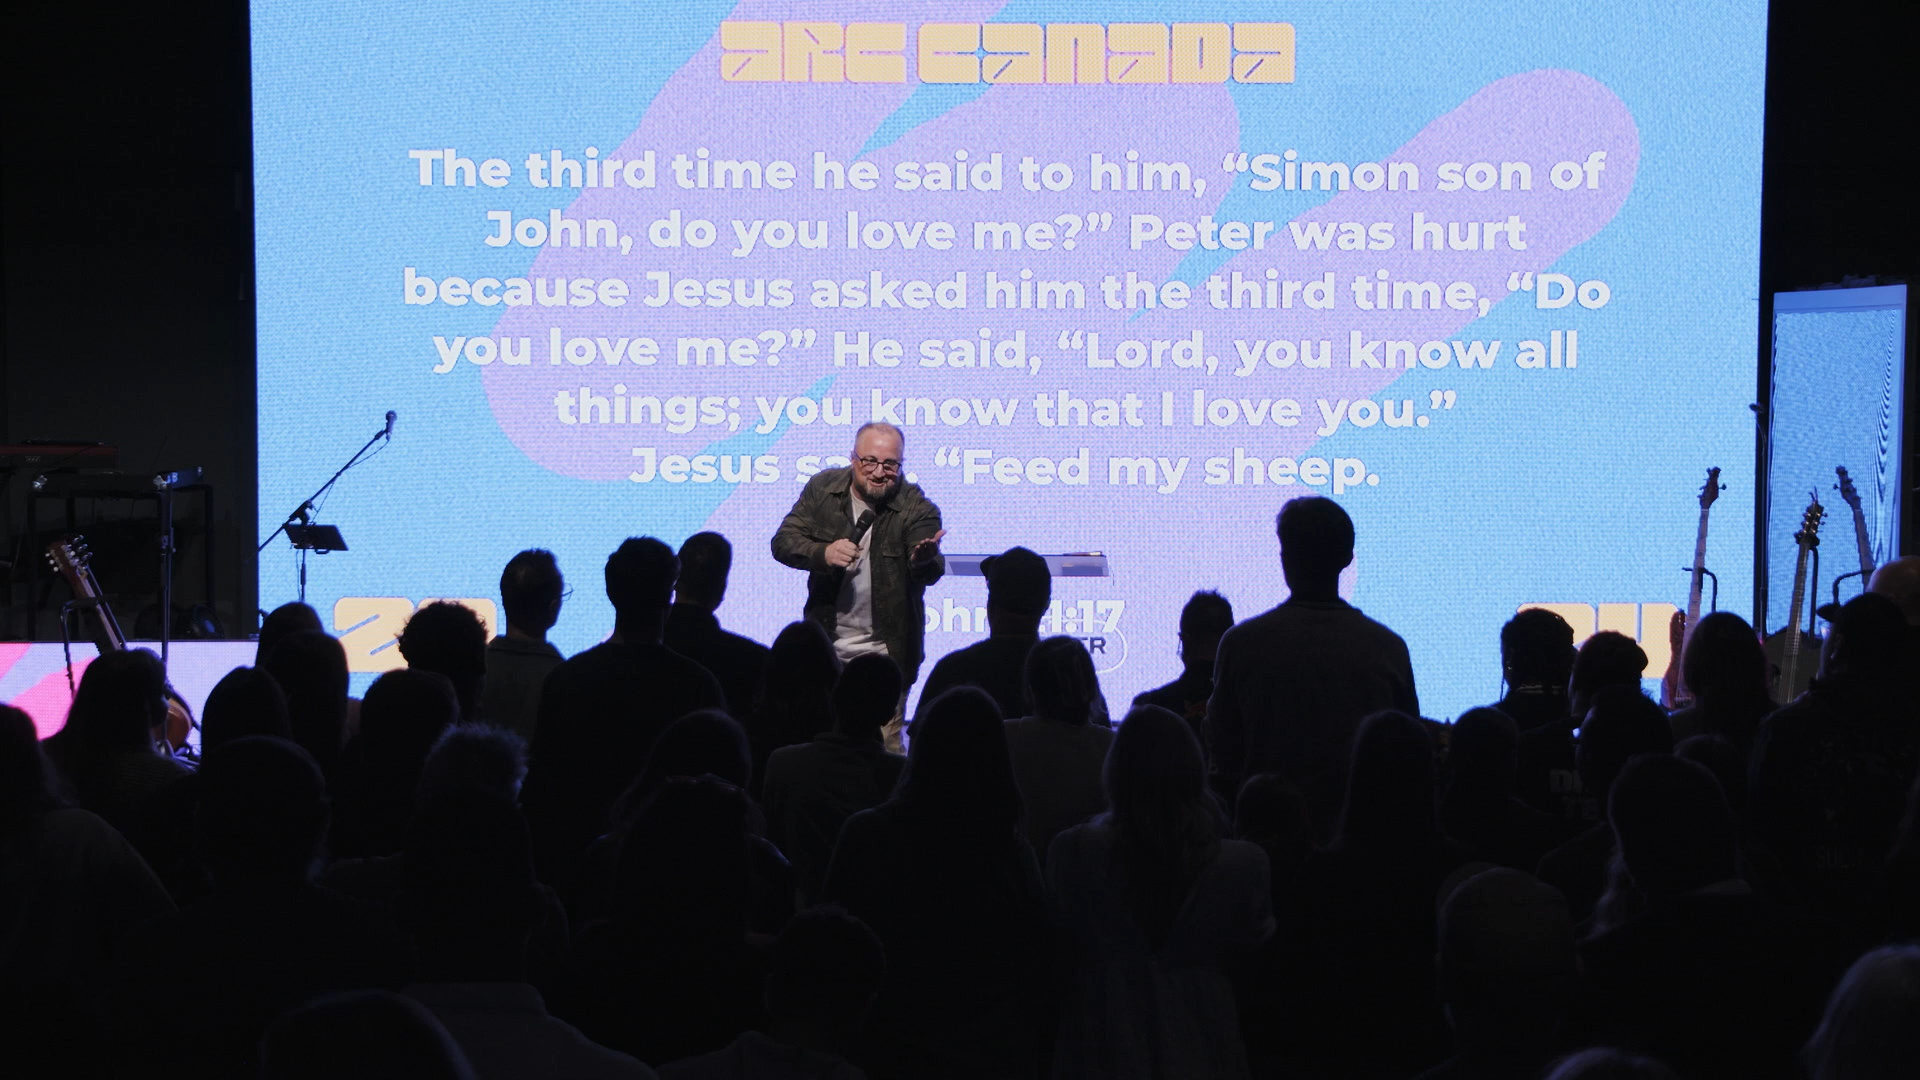 ARC CANADA
The third time he said to him, “Simon son of
John, do you love me?” Peter was hurt
because Jesus asked him the third time, “Do
you love me?” He said, “Lord, you know all
things; you know that I love you.”
Jesus “Feed my sheep.